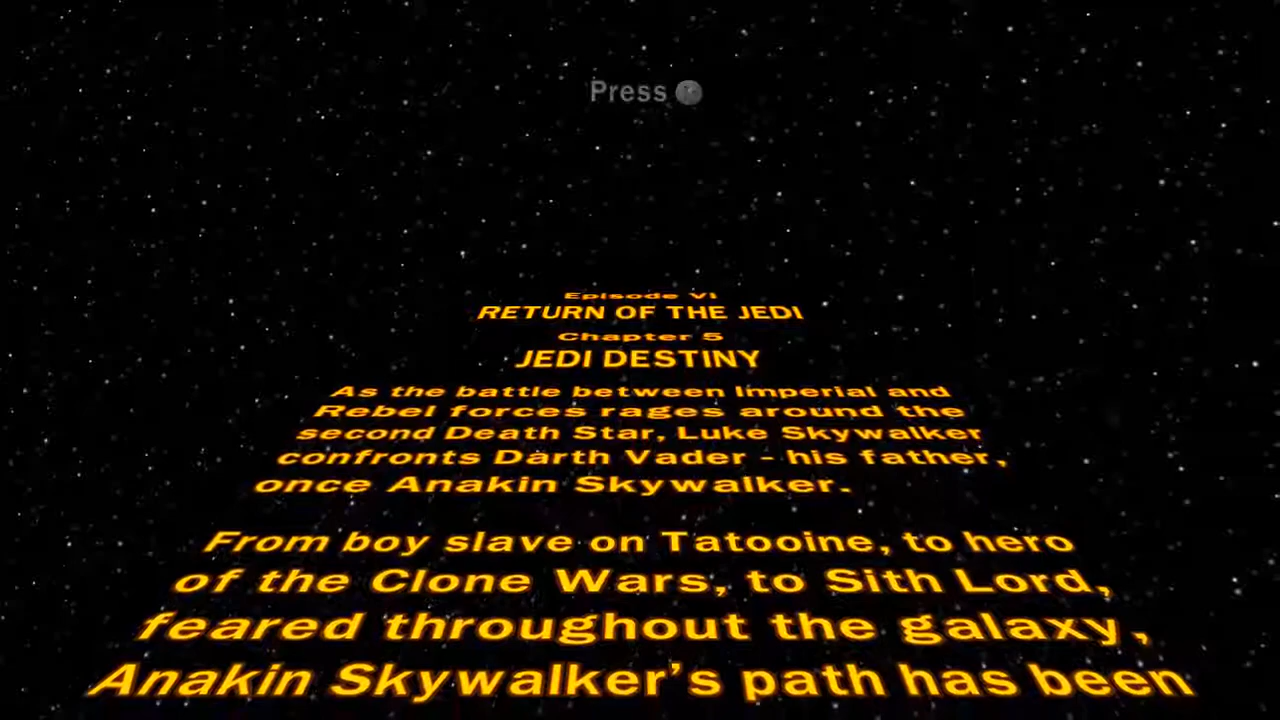 Press
Episode VI
RETURN OF THE JEDI
Chapter 5
JEDI DESTINY
As the battle between Imperial and
Rebel forces rages around the
second Death Star, Luke Skywalker
confronts Darth Vader - his father,
once Anakin Skywalker.
From boy slave on Tatooine, to hero
of the Clone Wars, to Sith Lord,
feared throughout the galaxy,
Anakin Skywalker's path has been